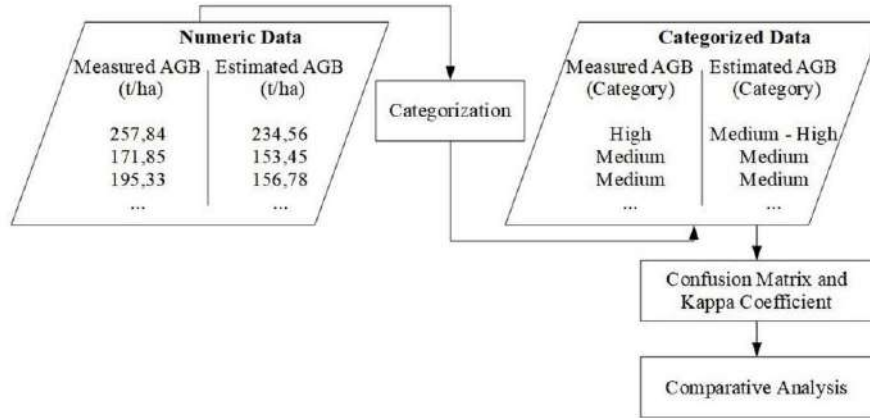 Numeric Data
Measured AGB Estimated AGB
(t/ha) (t/ha)
257,84 234,56
171,85 153,45
195,33 156,78
... ...
Categorization
Categorized Data
Measured AGB Estimated AGB
(Category) (Category)
High Medium - High
Medium Medium
Medium Medium
... ...
Confusion Matrix and
Kappa Coefficient
Comparative Analysis